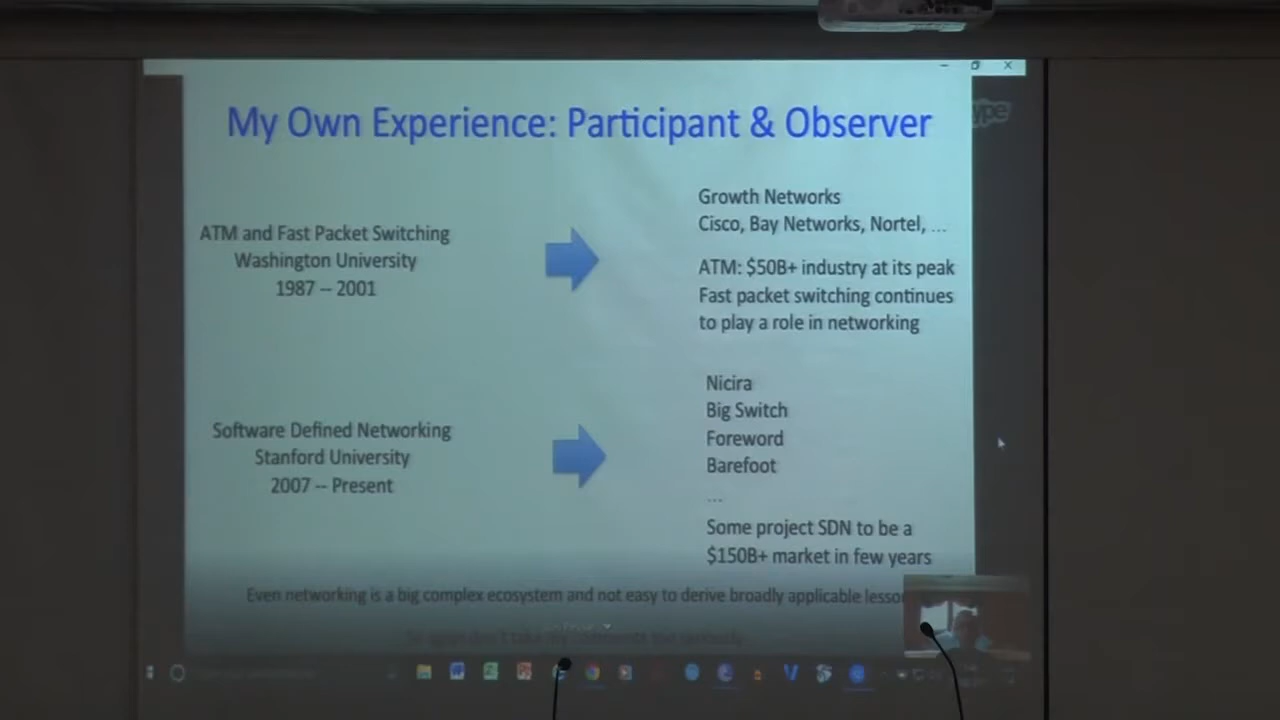 My Own Experience: Participant & Observer
ype
ATM and Fast Packet Switching
Washington University
1987 – 2001
Growth Networks
Cisco, Bay Networks, Nortel, ...
ATM: $50B+ industry at its peak
Fast packet switching continues
to play a role in networking
Software Defined Networking
Stanford University
2007 – Present
Nicira
Big Switch
Foreword
Barefoot
...
Some project SDN to be a
$150B+ market in few years
Even networking is a big complex ecosystem and not easy to derive broadly applicable lesso